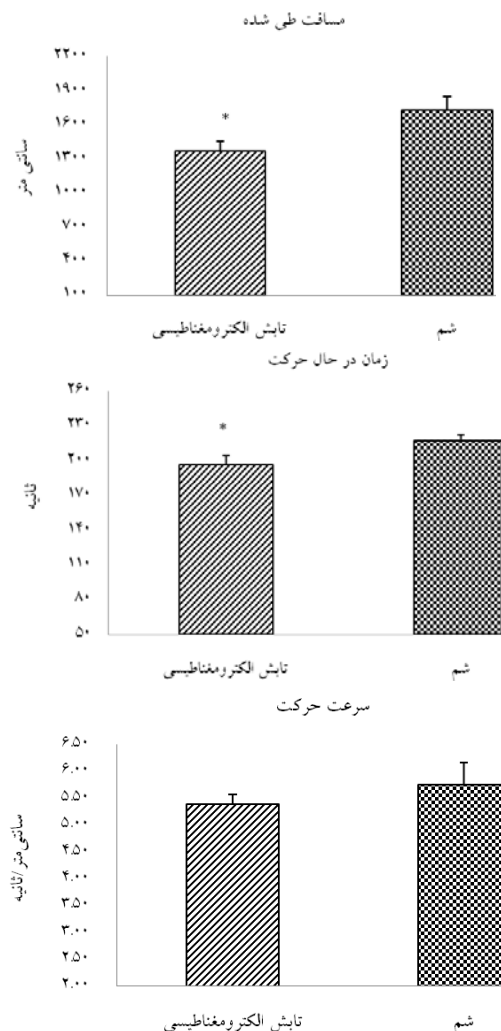 مسافت طی شده
۲۲۰۰
۱۹۰۰
۱۶۰۰
۱۳۰۰
۱۰۰۰
۷۰۰
۴۰۰
۱۰۰
سانتی متر
*
تابش الکترومغناطیسی
شم
زمان در حال حرکت
۲۶۰
۲۳۰
۲۰۰
۱۷۰
۱۴۰
۱۱۰
۸۰
۵۰
ثانیه
*
تابش الکترومغناطیسی
شم
سرعت حرکت
۶.۵۰
۶.۰۰
۵.۵۰
۵.۰۰
۴.۵۰
۴.۰۰
۳.۵۰
۳.۰۰
۲.۵۰
۲.۰۰
سانتی‌متر/ثانیه
تابش الکترومغناطیسی
شم